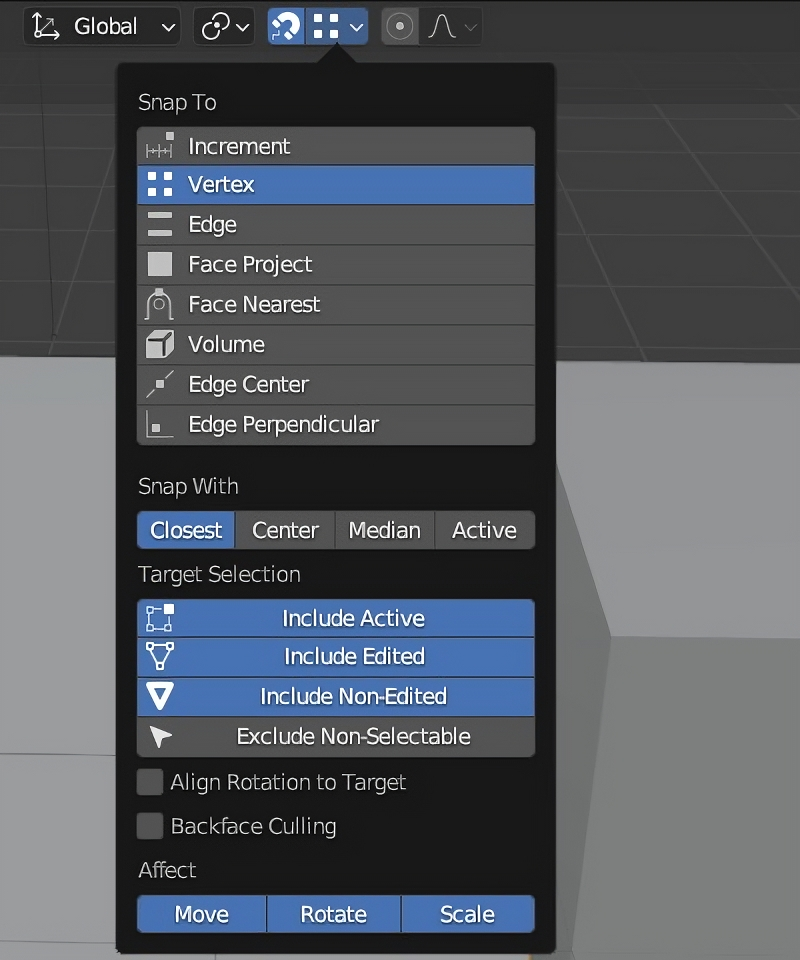 Global
Snap To
Increment
Vertex
Edge
Face Project
Face Nearest
Volume
Edge Center
Edge Perpendicular
Snap With
Closest Center Median Active
Target Selection
Include Active
Include Edited
Include Non-Edited
Exclude Non-Selectable
Align Rotation to Target
Backface Culling
Affect
Move Rotate Scale